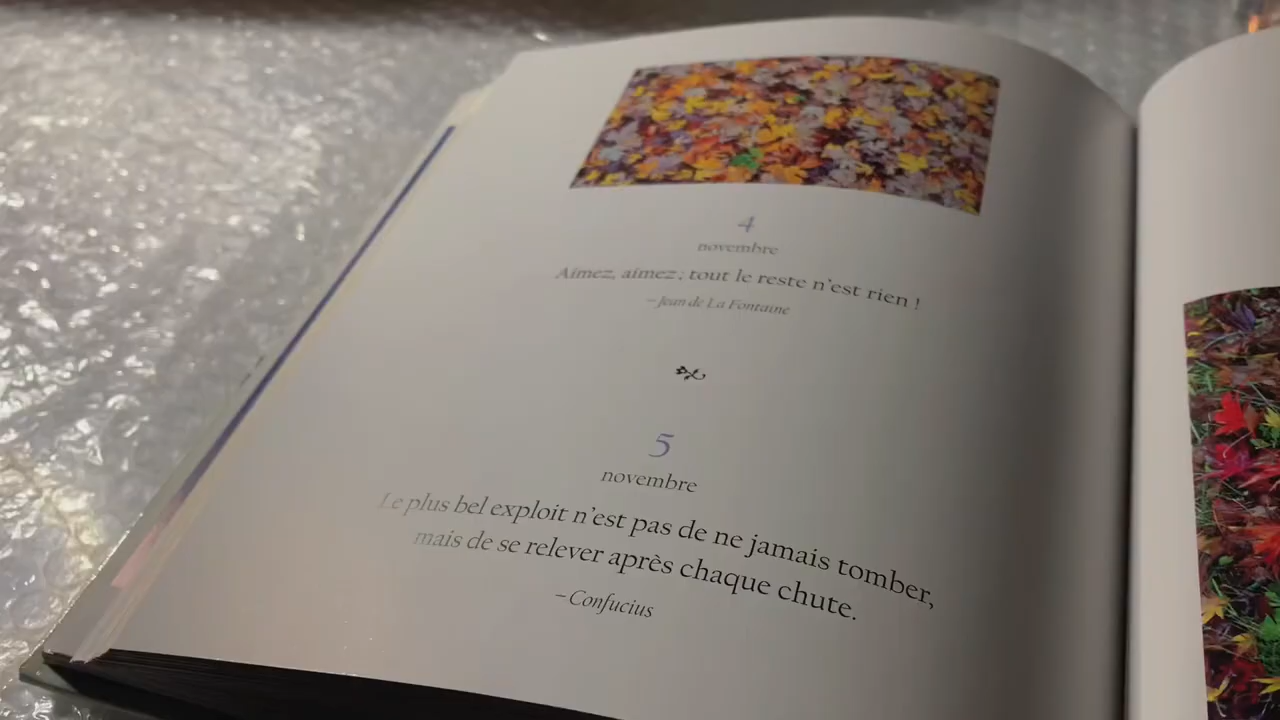 4
novembre
Aimez, aimez ; tout le reste n'est rien !
– Jean de La Fontaine
5
novembre
Le plus bel exploit n'est pas de ne jamais tomber,
mais de se relever après chaque chute.
– Confucius